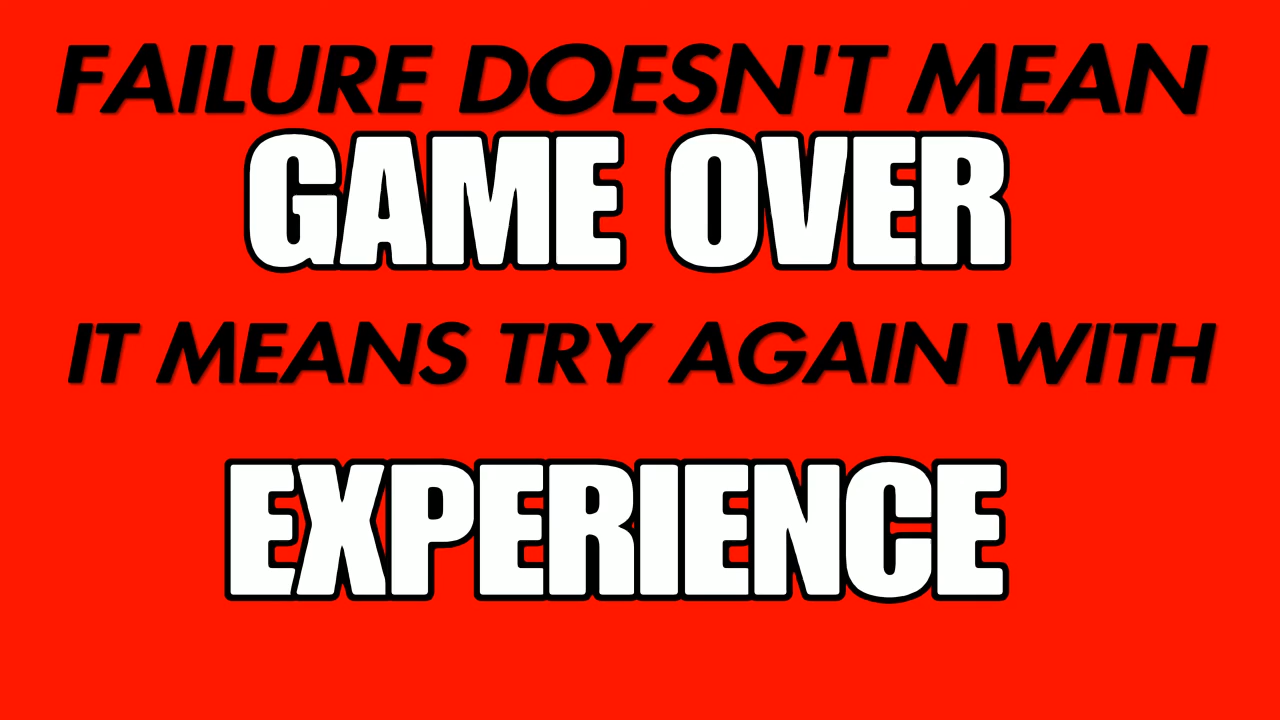 FAILURE DOESN'T MEAN
GAME OVER
IT MEANS TRY AGAIN WITH
EXPERIENCE